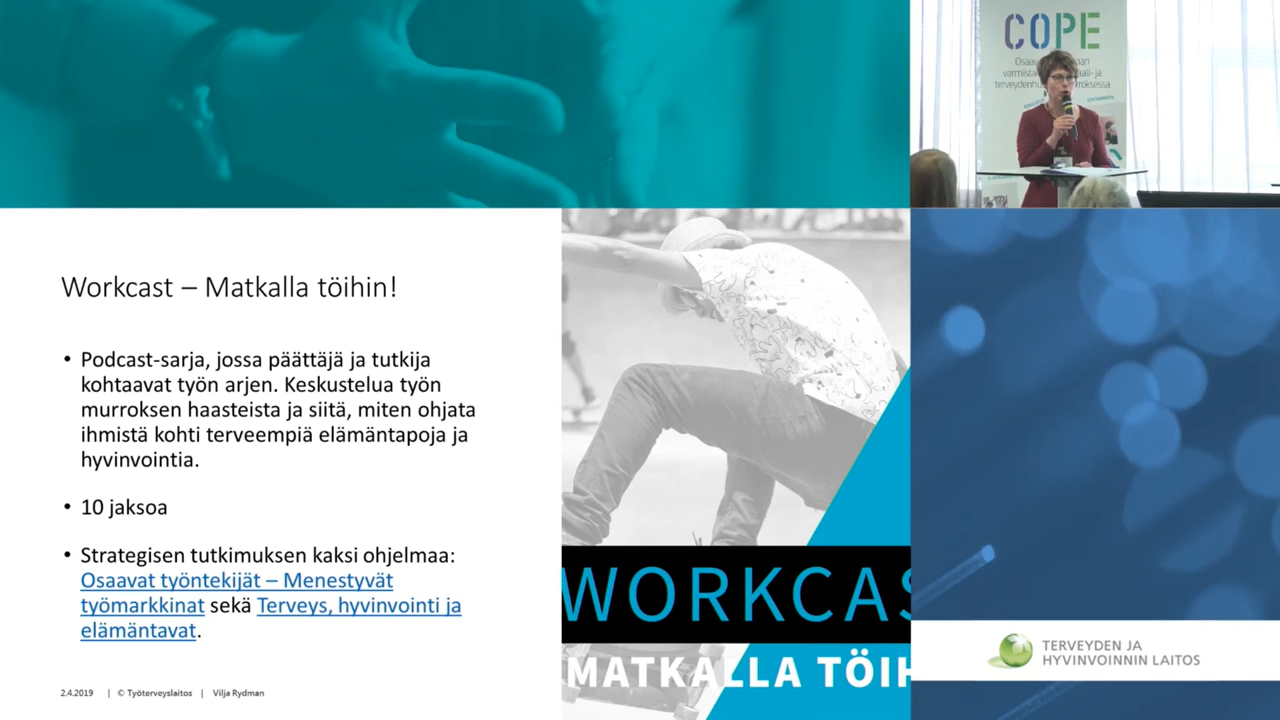 Workcast – Matkalla töihin!
• Podcast-sarja, jossa päättäjä ja tutkija
kohtaavat työn arjen. Keskustelua työn
murroksen haasteista ja siitä, miten ohjata
ihmistä kohti terveempiä elämäntapoja ja
hyvinvointia.
• 10 jaksoa
• Strategisen tutkimuksen kaksi ohjelmaa:
Osaavat työntekijät – Menestyvät
työmarkkinat sekä Terveys, hyvinvointi ja
elämäntavat.
2.4.2019 | © Työterveyslaitos | Vilja Rydman
WORKCAS
MATKALLA TÖIH
COPE
TERVEYDEN JA
HYVINVOINNIN LAITOS